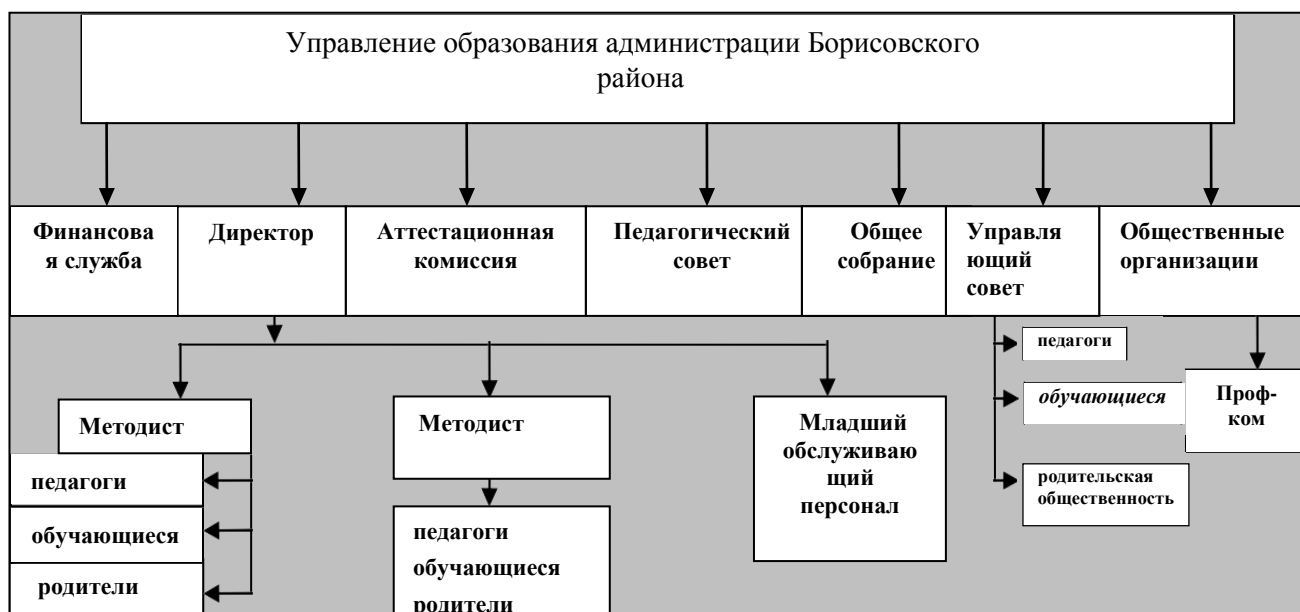 Управление образования администрации Борисовского
района
Финансова
я служба
Директор
Аттестационная
комиссия
Педагогический
совет
Общее
собрание
Управля
ющий
совет
Общественные
организации
Методист
педагоги
обучающиеся
родители
Методист
педагоги
обучающиеся
родители
Младший
обслуживаю
щий
персонал
педагоги
обучающиеся
родительская
общественность
Проф-
ком